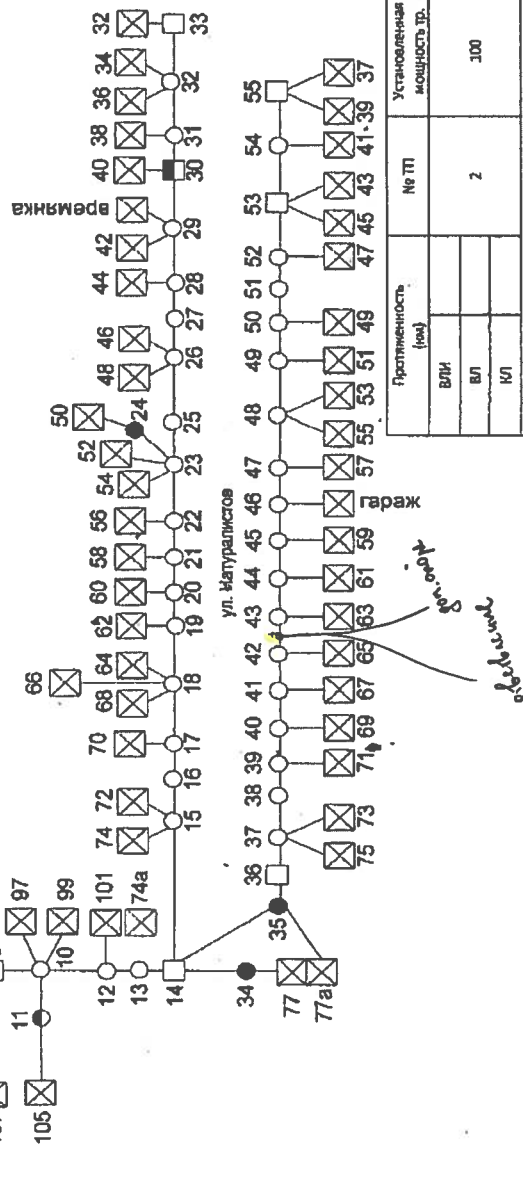 32 34 36 38 40 времянка 42 44 46 48 50 52 54 56 58 60 62 64 66 68 70 72 74
33 32 31 30 29 28 27 26 25 24 23 22 21 20 19 18 17 16 15 14
97 99 101 74а
10 11 12 13
105
34 77 77а
ул. Натуралистов
35 36 37 38 39 40 41 42 43 44 45 46 47 48 49 50 51 52 53 54 55
75 73 71 69 67 65 63 61 59 гараж 57 55 53 51 49 47 45 43 41 39 37
доп. опора
Протяженность (км)
№ ТП
Установленная мощность тр.
ВЛИ
ВЛ
2
100
КЛ